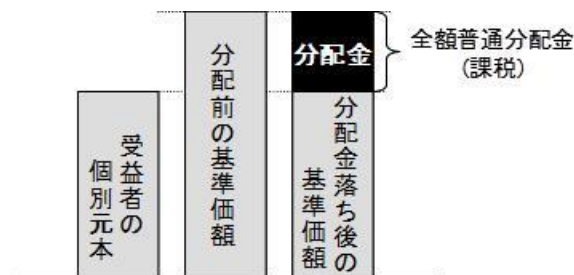 受益者の
個別元本
分配前の基準価額
分配金
分配金落ち後の
基準価額
全額普通分配金
(課税)